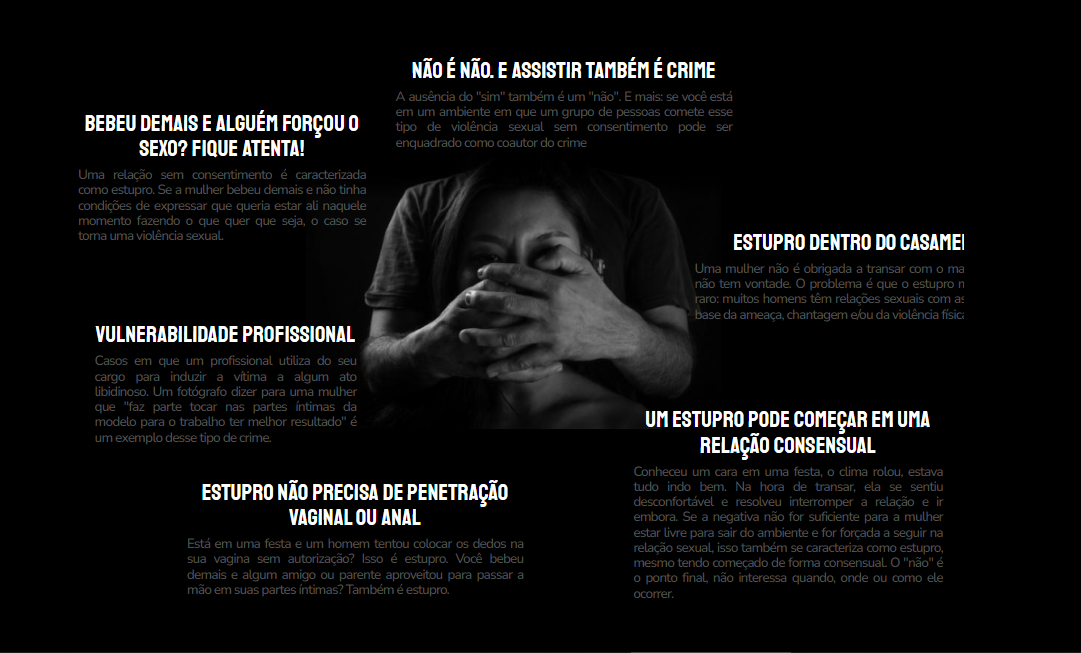 NÃO É NÃO. E ASSISTIR TAMBÉM É CRIME
A ausência do "sim" também é um "não". E mais: se você está
em um ambiente em que um grupo de pessoas comete esse
tipo de violência sexual sem consentimento pode ser
enquadrado como coautor do crime
BEBEU DEMAIS E ALGUÉM FORÇOU O
SEXO? FIQUE ATENTA!
Uma relação sem consentimento é caracterizada
como estupro. Se a mulher bebeu demais e não tinha
condições de expressar que queria estar ali naquele
momento fazendo o que quer que seja, o caso se
torna uma violência sexual.
ESTUPRO DENTRO DO CASAME
Uma mulher não é obrigada a transar com o ma
não tem vontade. O problema é que o estupro n
raro: muitos homens têm relações sexuais com as
base da ameaça, chantagem e/ou da violência física
VULNERABILIDADE PROFISSIONAL
Casos em que um profissional utiliza do seu
cargo para induzir a vítima a algum ato
libidinoso. Um fotógrafo dizer para uma mulher
que "faz parte tocar nas partes íntimas da
modelo para o trabalho ter melhor resultado" é
um exemplo desse tipo de crime.
UM ESTUPRO PODE COMEÇAR EM UMA
RELAÇÃO CONSENSUAL
Conheceu um cara em uma festa, o clima rolou, estava
tudo indo bem. Na hora de transar, ela se sentiu
desconfortável e resolveu interromper a relação e ir
embora. Se a negativa não for suficiente para a mulher
estar livre para sair do ambiente e for forçada a seguir na
relação sexual, isso também se caracteriza como estupro,
mesmo tendo começado de forma consensual. O "não" é
o ponto final, não interessa quando, onde ou como ele
ocorrer.
ESTUPRO NÃO PRECISA DE PENETRAÇÃO
VAGINAL OU ANAL
Está em uma festa e um homem tentou colocar os dedos na
sua vagina sem autorização? Isso é estupro. Você bebeu
demais e algum amigo ou parente aproveitou para passar a
mão em suas partes íntimas? Também é estupro.